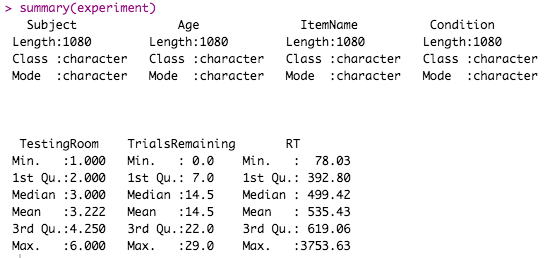 > summary(experiment)
Subject Age ItemName Condition
Length:1080 Length:1080 Length:1080 Length:1080
Class :character Class :character Class :character Class :character
Mode :character Mode :character Mode :character Mode :character
TestingRoom TrialsRemaining RT
Min. :1.000 Min. : 0.0 Min. : 78.03
1st Qu.:2.000 1st Qu.: 7.0 1st Qu.: 392.80
Median :3.000 Median :14.5 Median : 499.42
Mean :3.222 Mean :14.5 Mean : 535.43
3rd Qu.:4.250 3rd Qu.:22.0 3rd Qu.: 619.06
Max. :6.000 Max. :29.0 Max. :3753.63